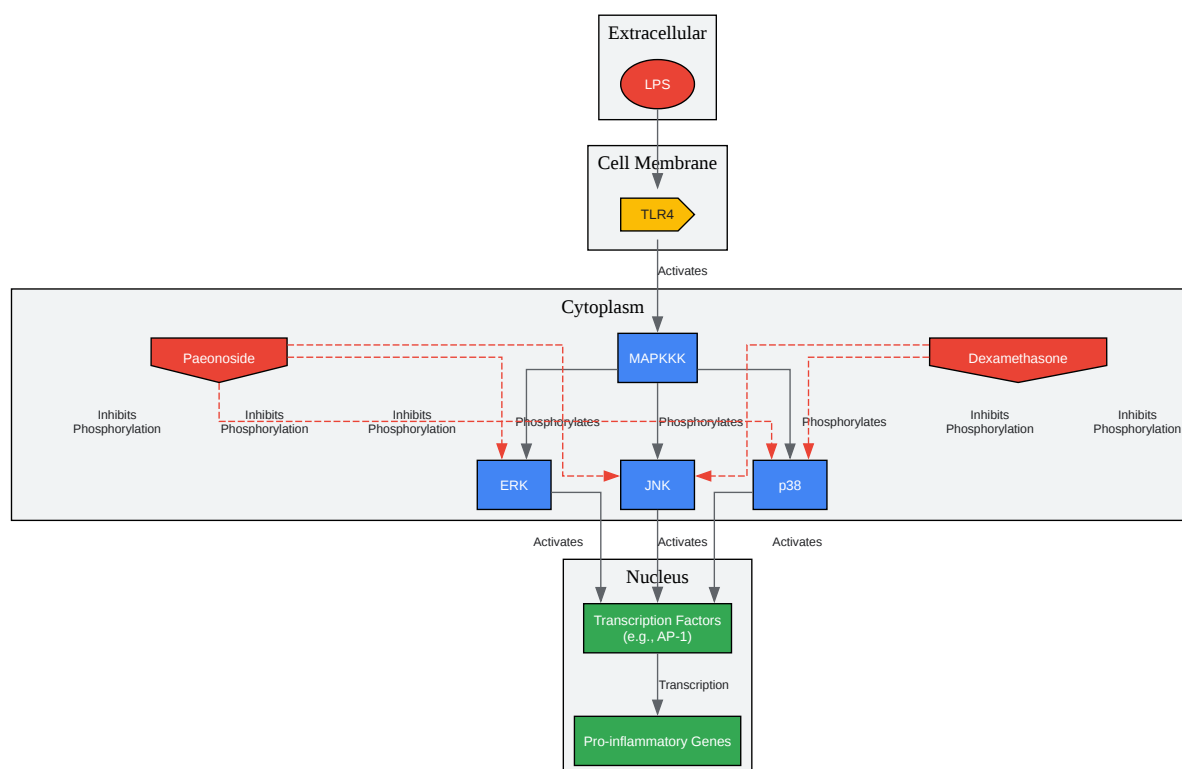 Extracellular
LPS
Cell Membrane
TLR4
Activates
Cytoplasm
Paeonoside
MAPKKK
Dexamethasone
Inhibits
Phosphorylation
Inhibits
Phosphorylation
Inhibits
Phosphorylation
Phosphorylates
Phosphorylates
Phosphorylates
Inhibits
Phosphorylation
Inhibits
Phosphorylation
ERK
JNK
p38
Activates
Activates
Activates
Nucleus
Transcription Factors
(e.g., AP-1)
Transcription
Pro-inflammatory Genes